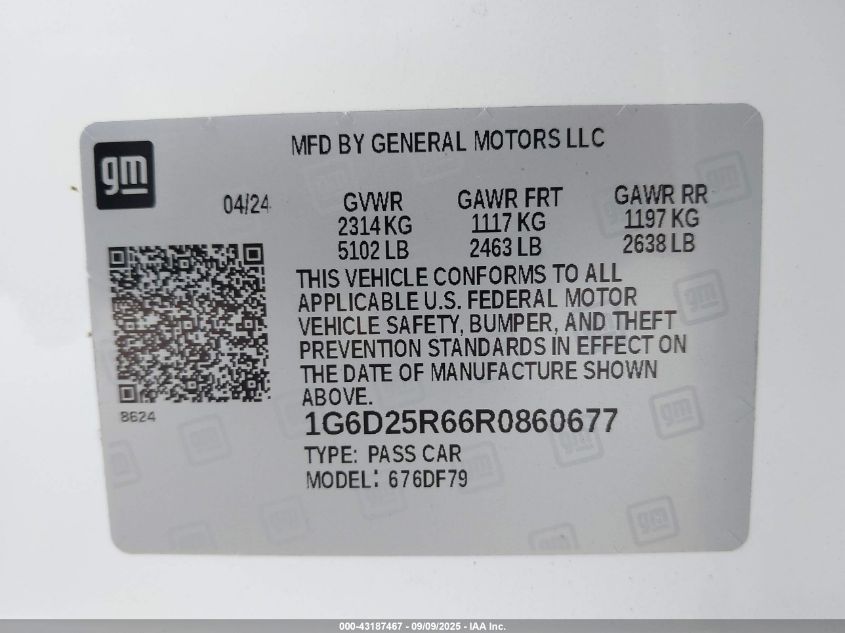 gm
MFD BY GENERAL MOTORS LLC
04/24
GVWR
2314 KG
5102 LB
GAWR FRT
1117 KG
2463 LB
GAWR RR
1197 KG
2638 LB
THIS VEHICLE CONFORMS TO ALL
APPLICABLE U.S. FEDERAL MOTOR
VEHICLE SAFETY, BUMPER, AND THEFT
PREVENTION STANDARDS IN EFFECT ON
THE DATE OF MANUFACTURE SHOWN
ABOVE.
8624
1G6D25R66R0860677
TYPE: PASS CAR
MODEL: 676DF79
000-43187467 - 09/09/2025 - IAA Inc.